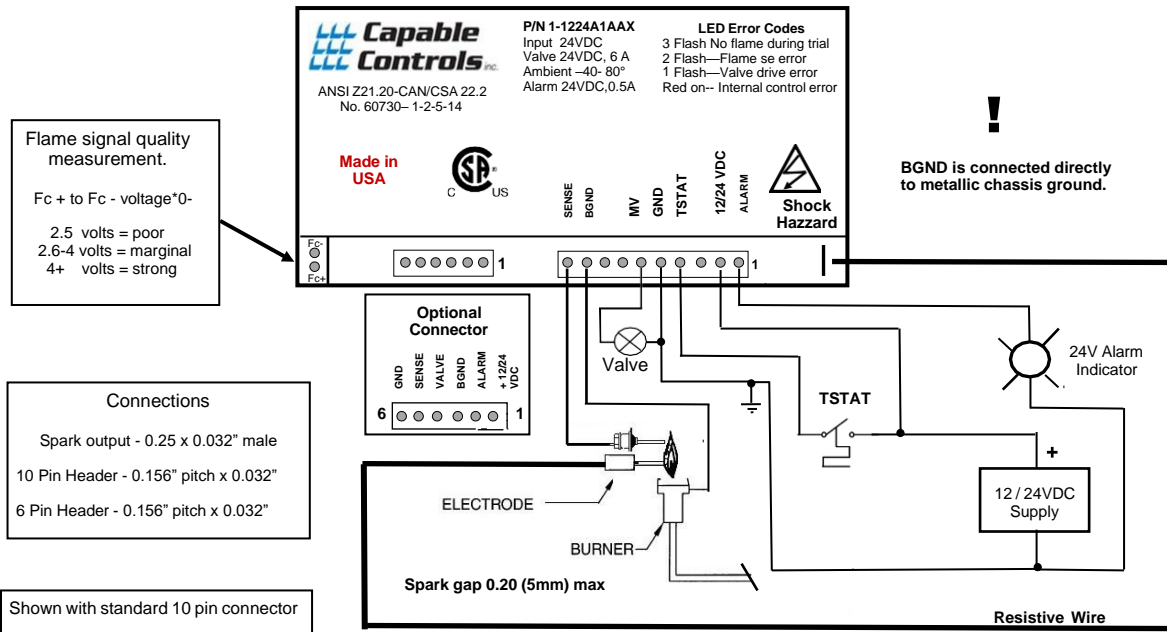 Capable
Controls inc.
ANSI Z21.20-CAN/CSA 22.2
No. 60730– 1-2-5-14
P/N 1-1224A1AAX
Input 24VDC
Valve 24VDC, 6 A
Ambient –40- 80°
Alarm 24VDC,0.5A
LED Error Codes
3 Flash No flame during trial
2 Flash—Flame se error
1 Flash—Valve drive error
Red on-- Internal control error
Made in
USA
C US
SA
Shock
Hazzard
SENSE
BGND
MV
GND
TSTAT
12/24 VDC
ALARM
Fc-
Fc+
1
1
!
BGND is connected directly
to metallic chassis ground.
Flame signal quality
measurement.
Fc + to Fc - voltage*0-
2.5 volts = poor
2.6-4 volts = marginal
4+ volts = strong
Optional
Connector
GND
SENSE
VALVE
BGND
ALARM
+ 12/24
VDC
6
1
Valve
24V Alarm
Indicator
TSTAT
+
12 / 24VDC
Supply
Connections
Spark output - 0.25 x 0.032” male
10 Pin Header - 0.156” pitch x 0.032”
6 Pin Header - 0.156” pitch x 0.032”
ELECTRODE
BURNER
Spark gap 0.20 (5mm) max
Shown with standard 10 pin connector
Resistive Wire